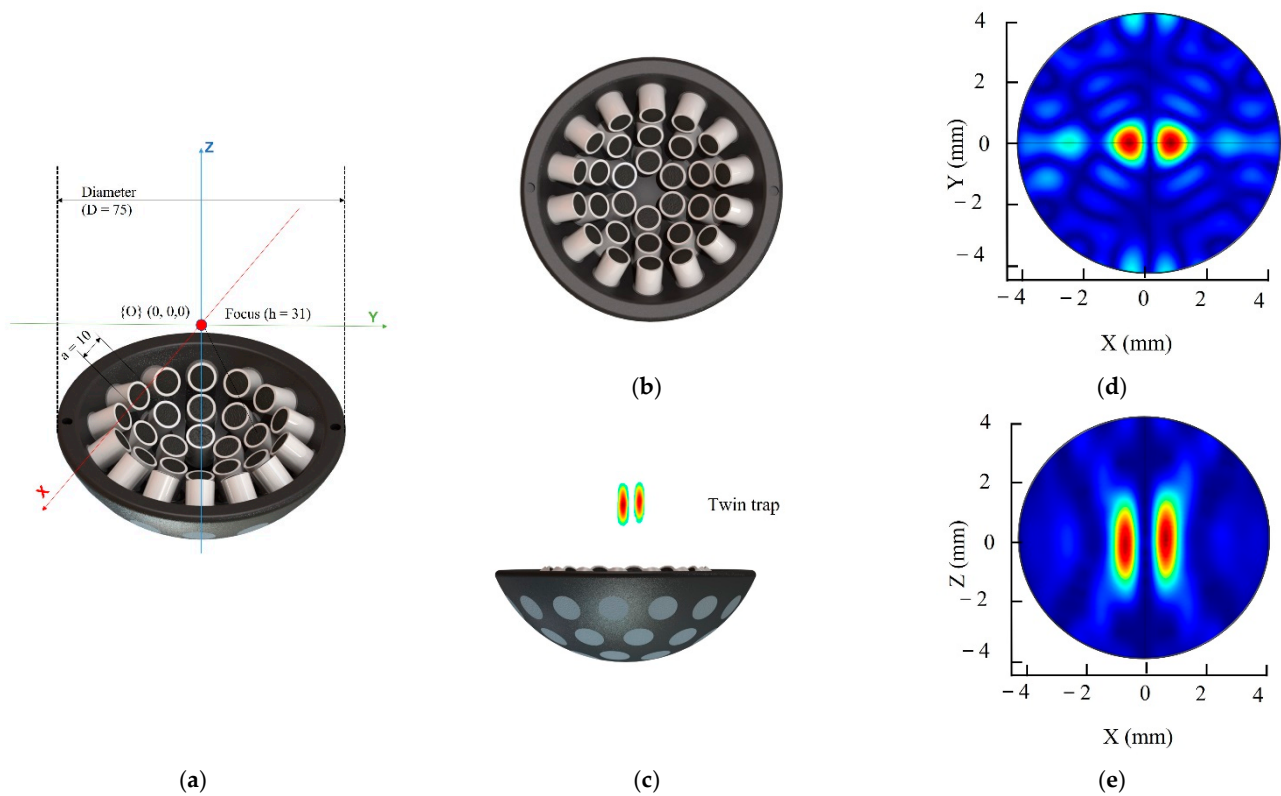 Z
Diameter
(D = 75)
{O} (0, 0,0)
Focus (h = 31)
Y
a = 10
X
(a)
(b)
Twin trap
(c)
4
2
0
− 2
− 4
Y (mm)
− 4 − 2 0 2 4
X (mm)
(d)
4
2
0
− 2
− 4
Z (mm)
− 4 − 2 0 2 4
X (mm)
(e)